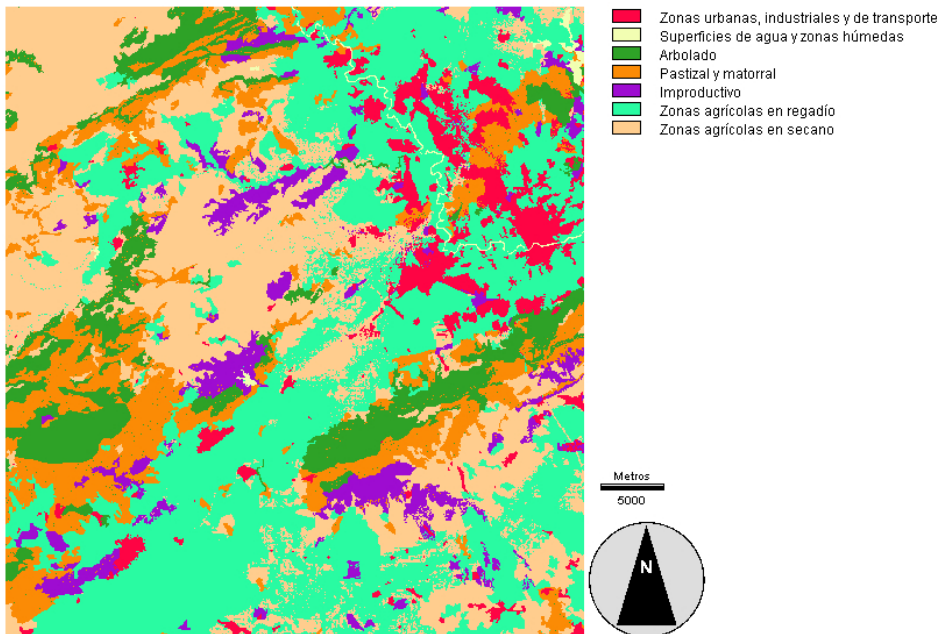 Zonas urbanas, industriales y de transporte
Superficies de agua y zonas húmedas
Arbolado
Pastizal y matorral
Improductivo
Zonas agrícolas en regadío
Zonas agrícolas en secano
Metros
5000
N